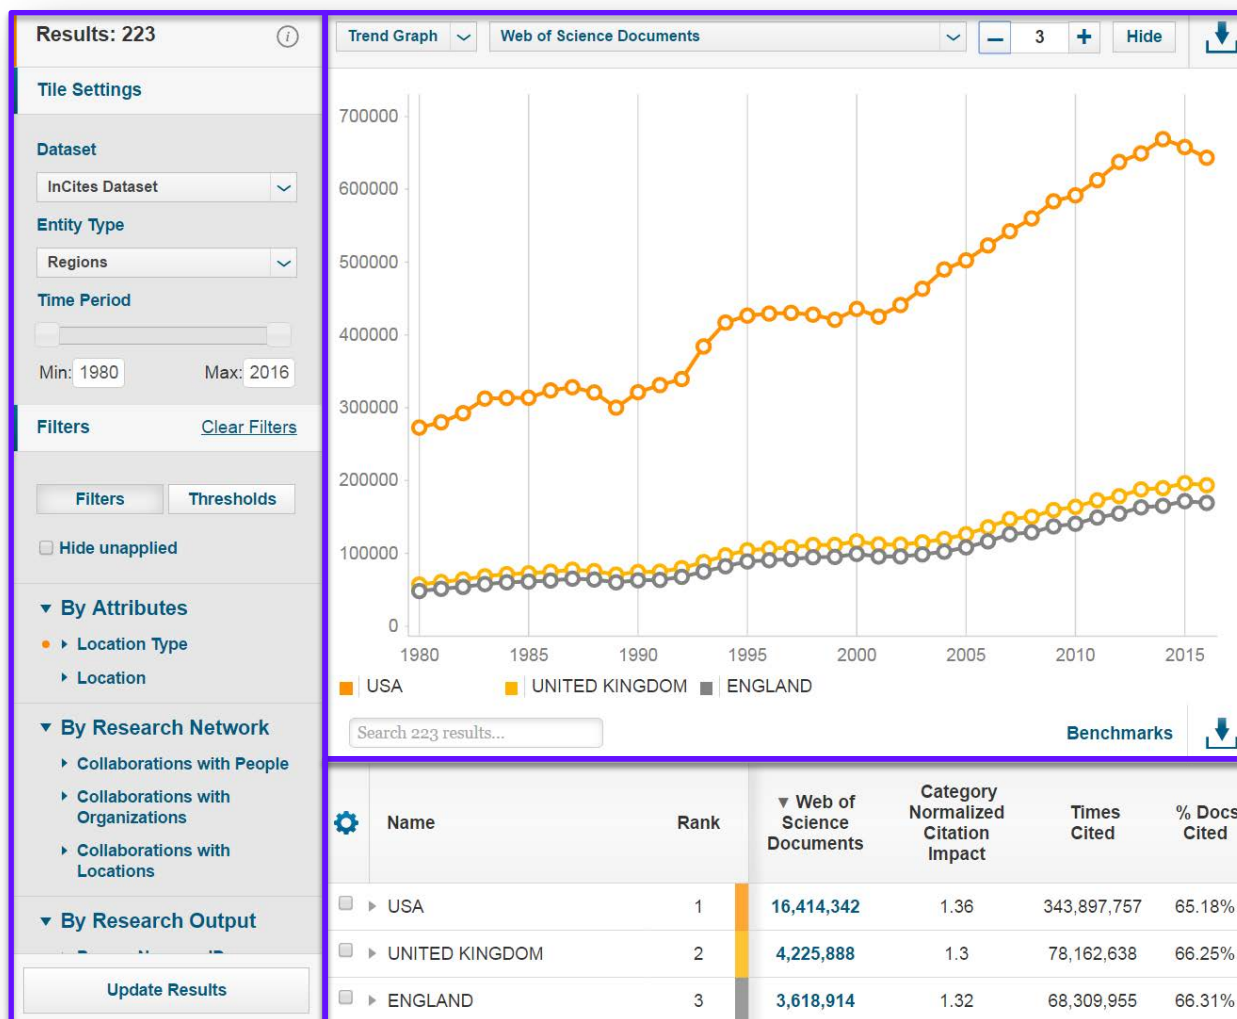 Results: 223
Tile Settings
Dataset
InCites Dataset
Entity Type
Regions
Time Period
Min: 1980 Max: 2016
Filters Clear Filters
Filters Thresholds
Hide unapplied
By Attributes
Location Type
Location
By Research Network
Collaborations with People
Collaborations with
Organizations
Collaborations with
Locations
By Research Output
Update Results
Trend Graph Web of Science Documents 3 Hide
700000
600000
500000
400000
300000
200000
100000
0
1980 1985 1990 1995 2000 2005 2010 2015
USA UNITED KINGDOM ENGLAND
Search 223 results... Benchmarks
Name Rank Web of Science Documents Category Normalized Citation Impact Times Cited % Docs Cited
USA 1 16,414,342 1.36 343,897,757 65.18%
UNITED KINGDOM 2 4,225,888 1.3 78,162,638 66.25%
ENGLAND 3 3,618,914 1.32 68,309,955 66.31%